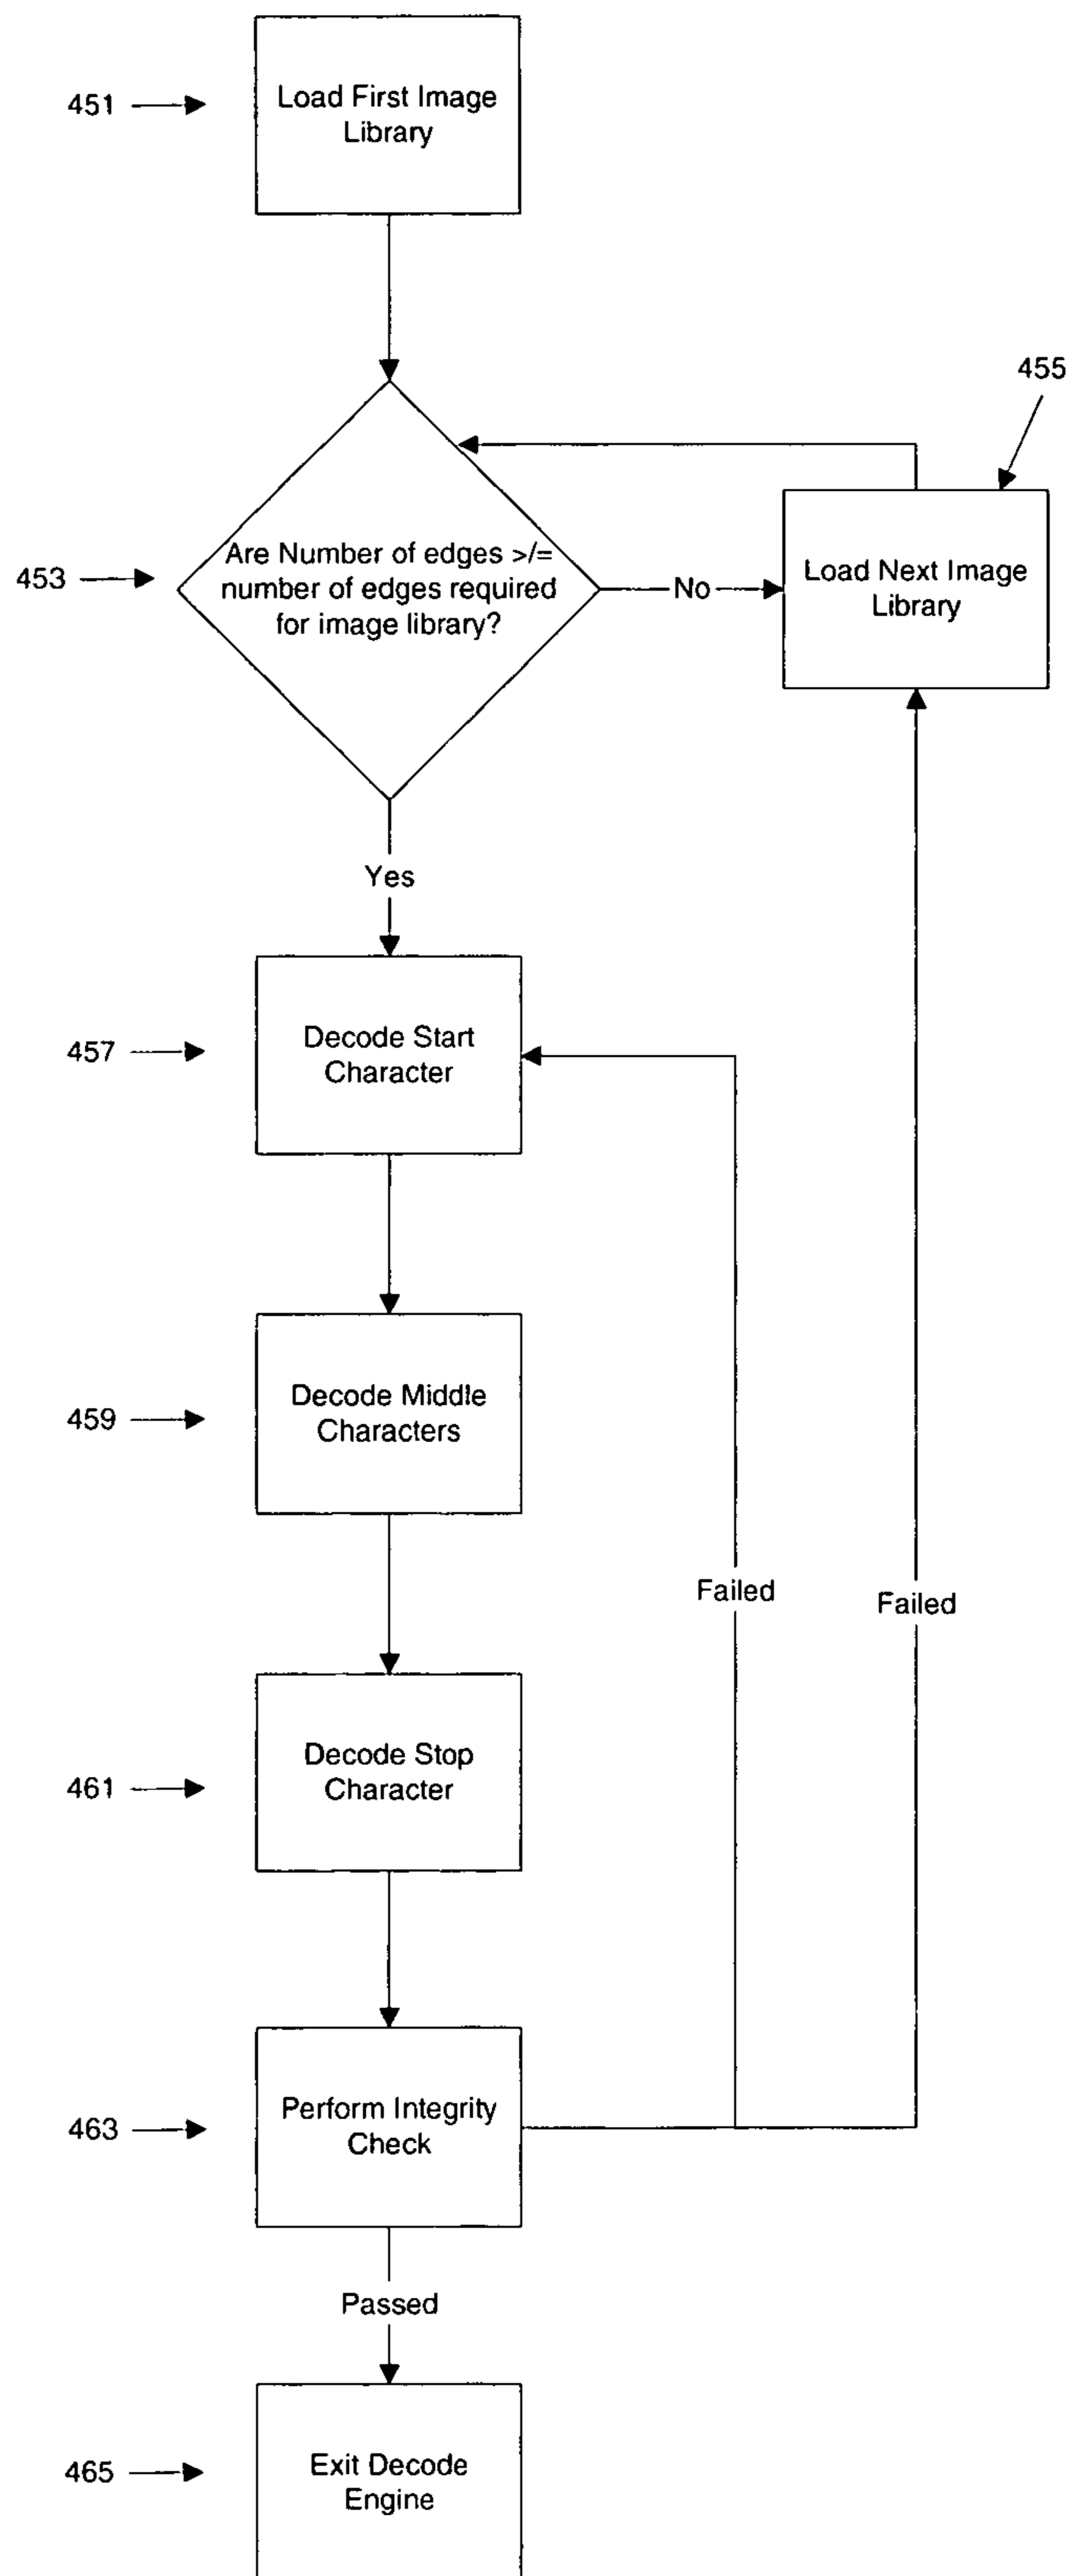 451
Load First Image
Library
455
453
Are Number of edges >/=
number of edges required
for image library?
No
Load Next Image
Library
Yes
457
Decode Start
Character
459
Decode Middle
Characters
Failed
Failed
461
Decode Stop
Character
463
Perform Integrity
Check
Passed
465
Exit Decode
Engine